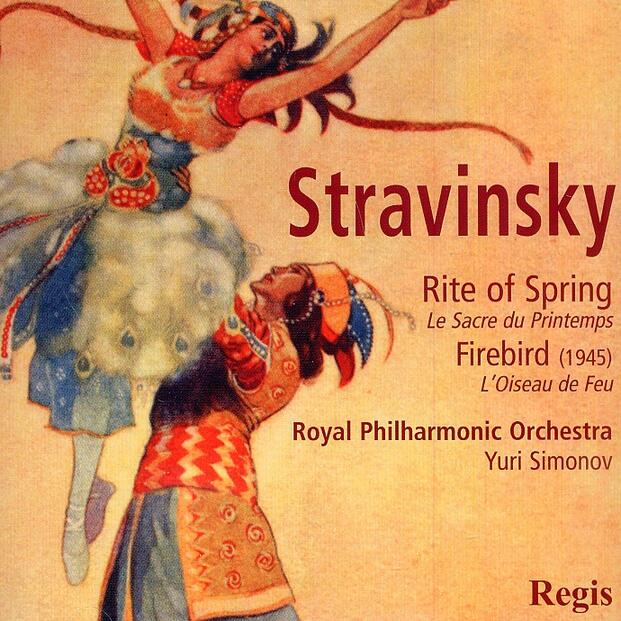 Stravinsky
Rite of Spring
Le Sacre du Printemps
Firebird (1945)
L'Oiseau de Feu
Royal Philharmonic Orchestra
Yuri Simonov
Regis